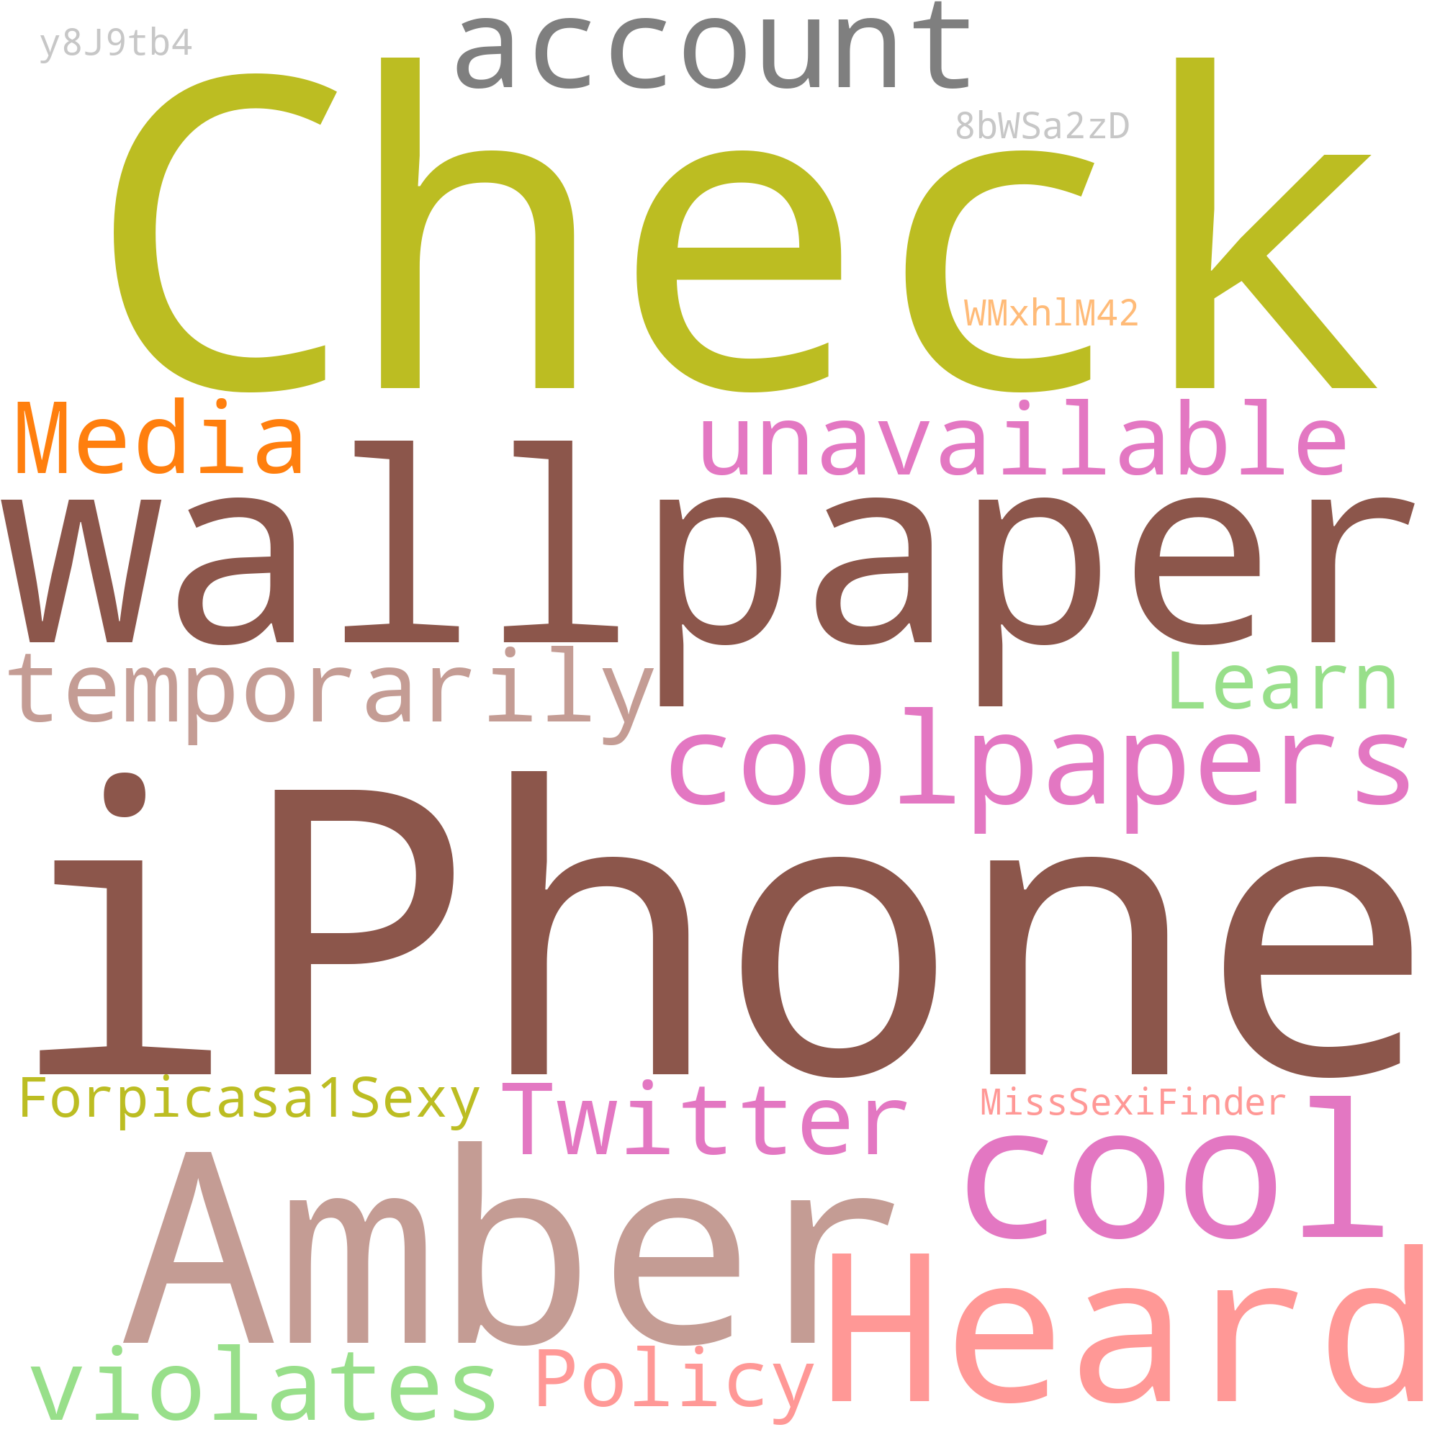 y8J9tb4
account
8bWSa2zD
Check
WMxhlM42
Media
unavailable
wallpaper
temporarily
Learn
coolpapers
iPhone
Forpicasa1Sexy
Twitter
MissSexiFinder
cool
Amber
Heard
violates
Policy